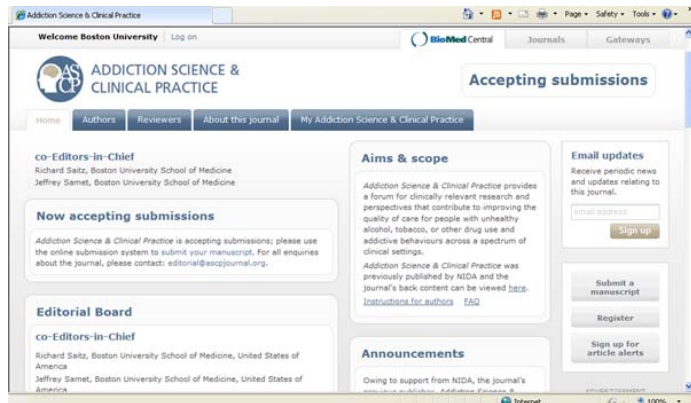 Addiction Science & Clinical Practice
Page Safety Tools
Welcome Boston University Log on
BioMed Central Journals Gateways
ASCP
ADDICTION SCIENCE &
CLINICAL PRACTICE
Accepting submissions
Home Authors Reviewers About this journal My Addiction Science & Clinical Practice
co-Editors-in-Chief
Richard Saitz, Boston University School of Medicine
Jeffrey Samet, Boston University School of Medicine
Now accepting submissions
Addiction Science & Clinical Practice is accepting submissions; please use
the online submission system to submit your manuscript. For all enquiries
about the journal, please contact: editorial@ascpjournal.org.
Editorial Board
co-Editors-in-Chief
Richard Saitz, Boston University School of Medicine, United States of
America
Jeffrey Samet, Boston University School of Medicine, United States of
America
Aims & scope
Addiction Science & Clinical Practice provides
a forum for clinically relevant research and
perspectives that contribute to improving the
quality of care for people with unhealthy
alcohol, tobacco, or other drug use and
addictive behaviours across a spectrum of
clinical settings.
Addiction Science & Clinical Practice was
previously published by NIDA and the
journal's back content can be viewed here.
Instructions for authors FAQ
Announcements
Owing to support from NIDA, the journal's
previous publisher, Addiction Science &
Email updates
Receive periodic news
and updates relating to
this journal.
email address
Sign up
Submit a
manuscript
Register
Sign up for
article alerts
ADVERTISEMENT
Internet 100%